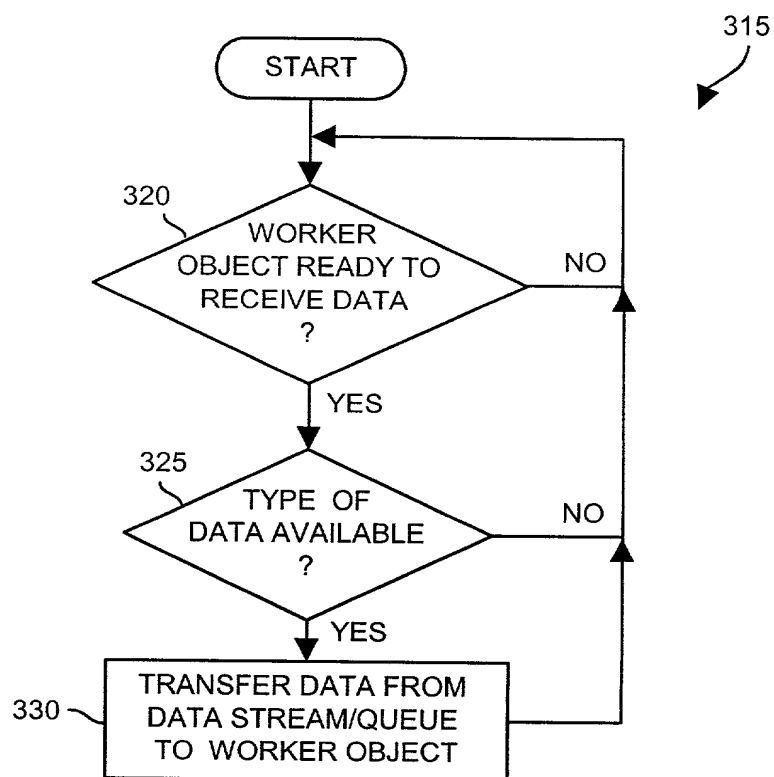 315
START
320
WORKER
OBJECT READY TO
RECEIVE DATA
?
NO
YES
325
TYPE OF
DATA AVAILABLE
?
NO
YES
330
TRANSFER DATA FROM
DATA STREAM/QUEUE
TO WORKER OBJECT